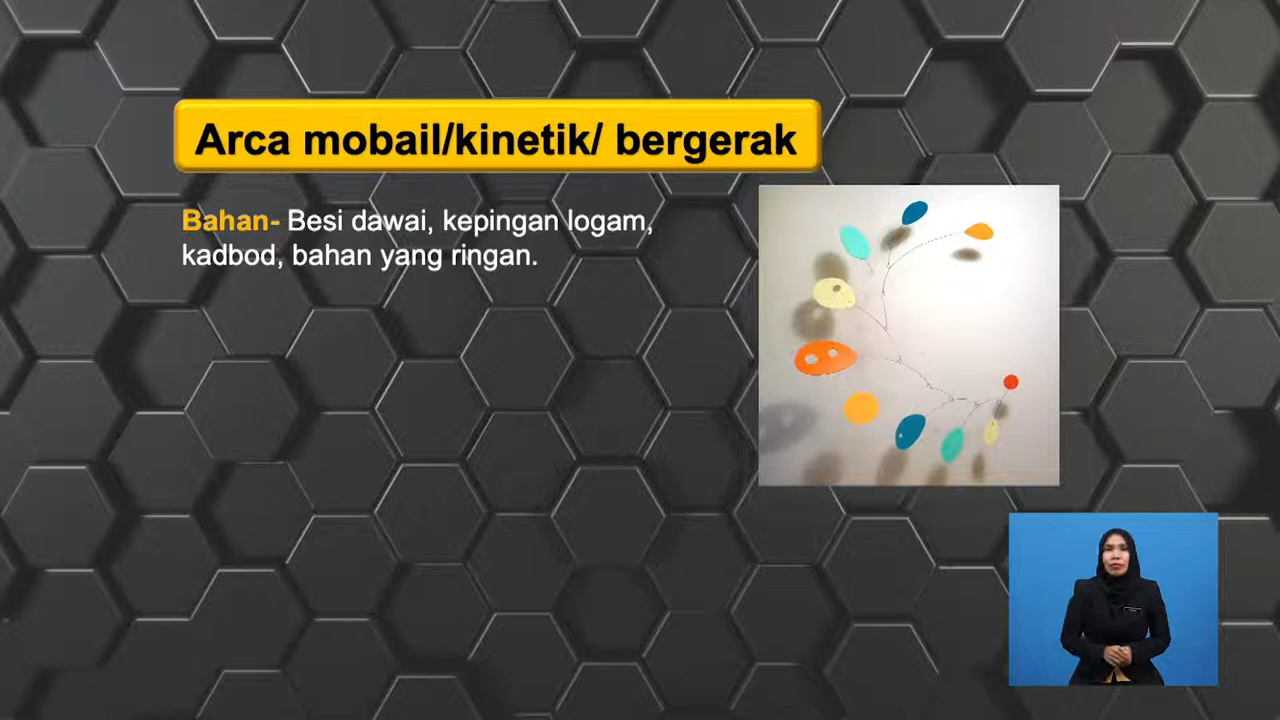 Arca mobail/kinetik/ bergerak
Bahan- Besi dawai, kepingan logam,
kadbod, bahan yang ringan.